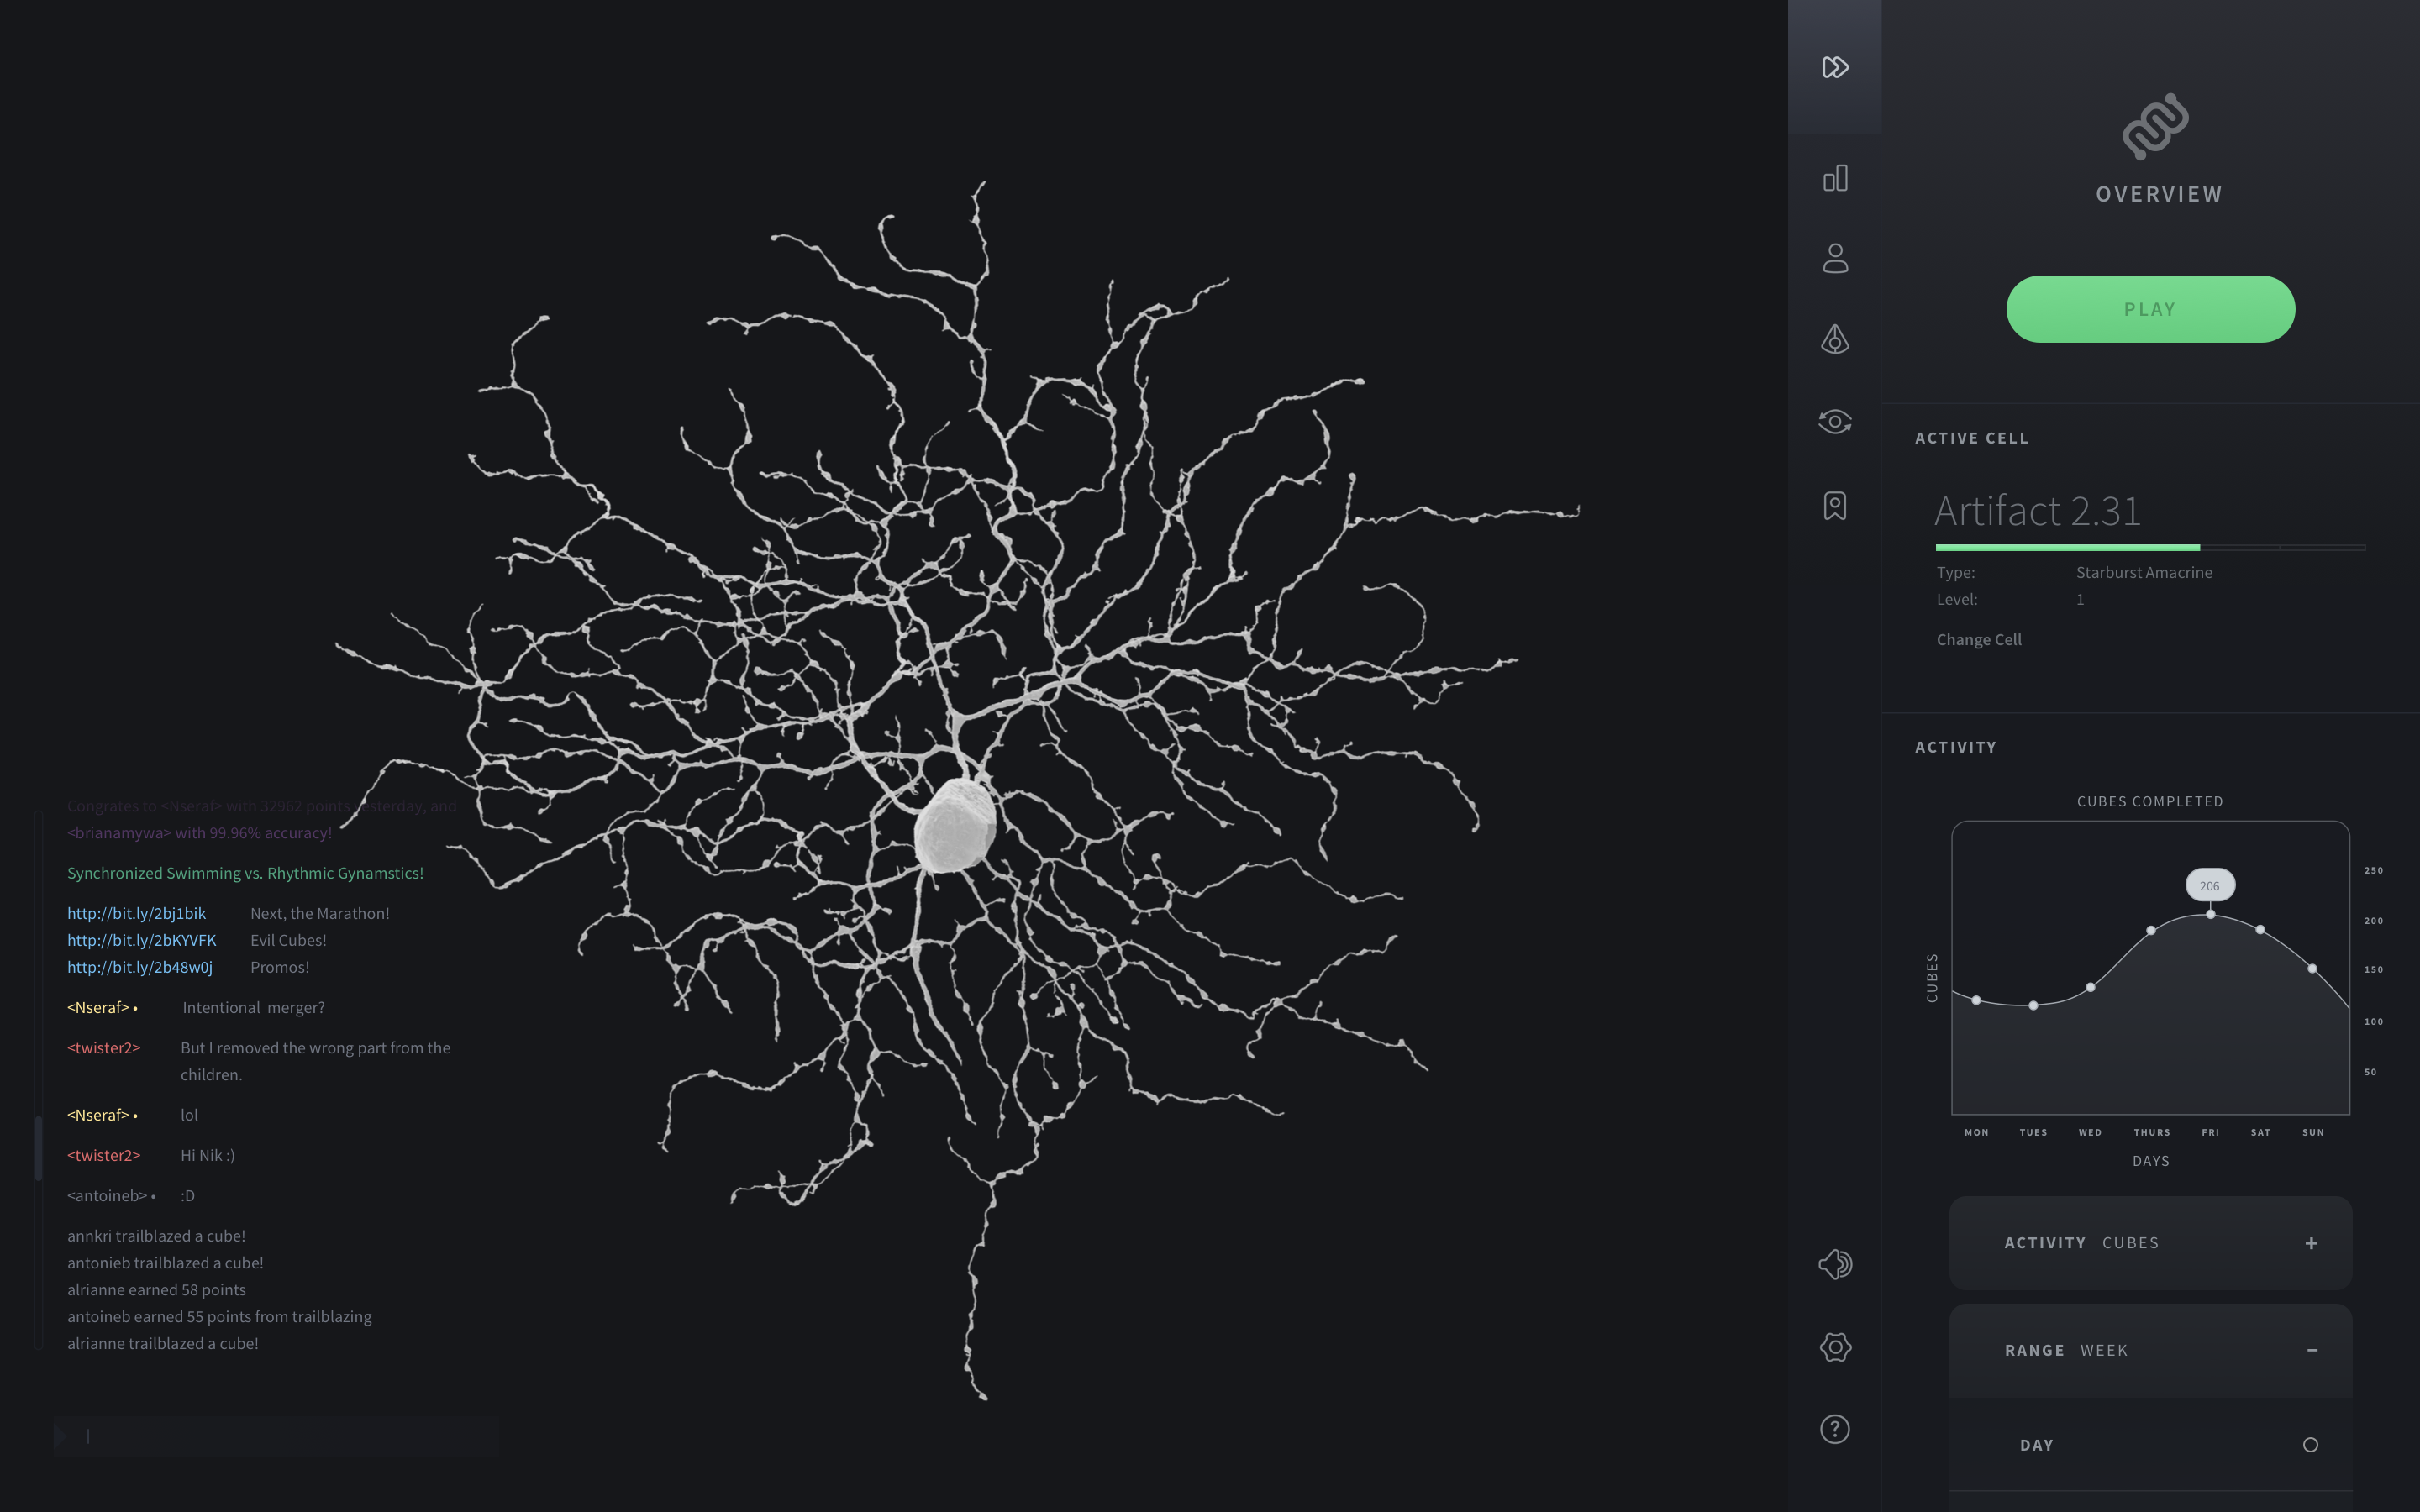 Congrates to <Nseraf> with 32962 points yesterday, and
<brianamywa> with 99.96% accuracy!
Synchronized Swimming vs. Rhythmic Gynamstics!
http://bit.ly/2bj1bik Next, the Marathon!
http://bit.ly/2bKYVFK Evil Cubes!
http://bit.ly/2b48w0j Promos!
<Nseraf> • Intentional merger?
<twister2> But I removed the wrong part from the
children.
<Nseraf> • lol
<twister2> Hi Nik :)
<antoineb> • :D
annkri trailblazed a cube!
antonieb trailblazed a cube!
alrianne earned 58 points
antoineb earned 55 points from trailblazing
alrianne trailblazed a cube!
OVERVIEW
PLAY
ACTIVE CELL
Artifact 2.31
Type: Starburst Amacrine
Level: 1
Change Cell
ACTIVITY
CUBES COMPLETED
CUBES
206
250
200
150
100
50
MON TUES WED THURS FRI SAT SUN
DAYS
ACTIVITY CUBES +
RANGE WEEK −
DAY
?